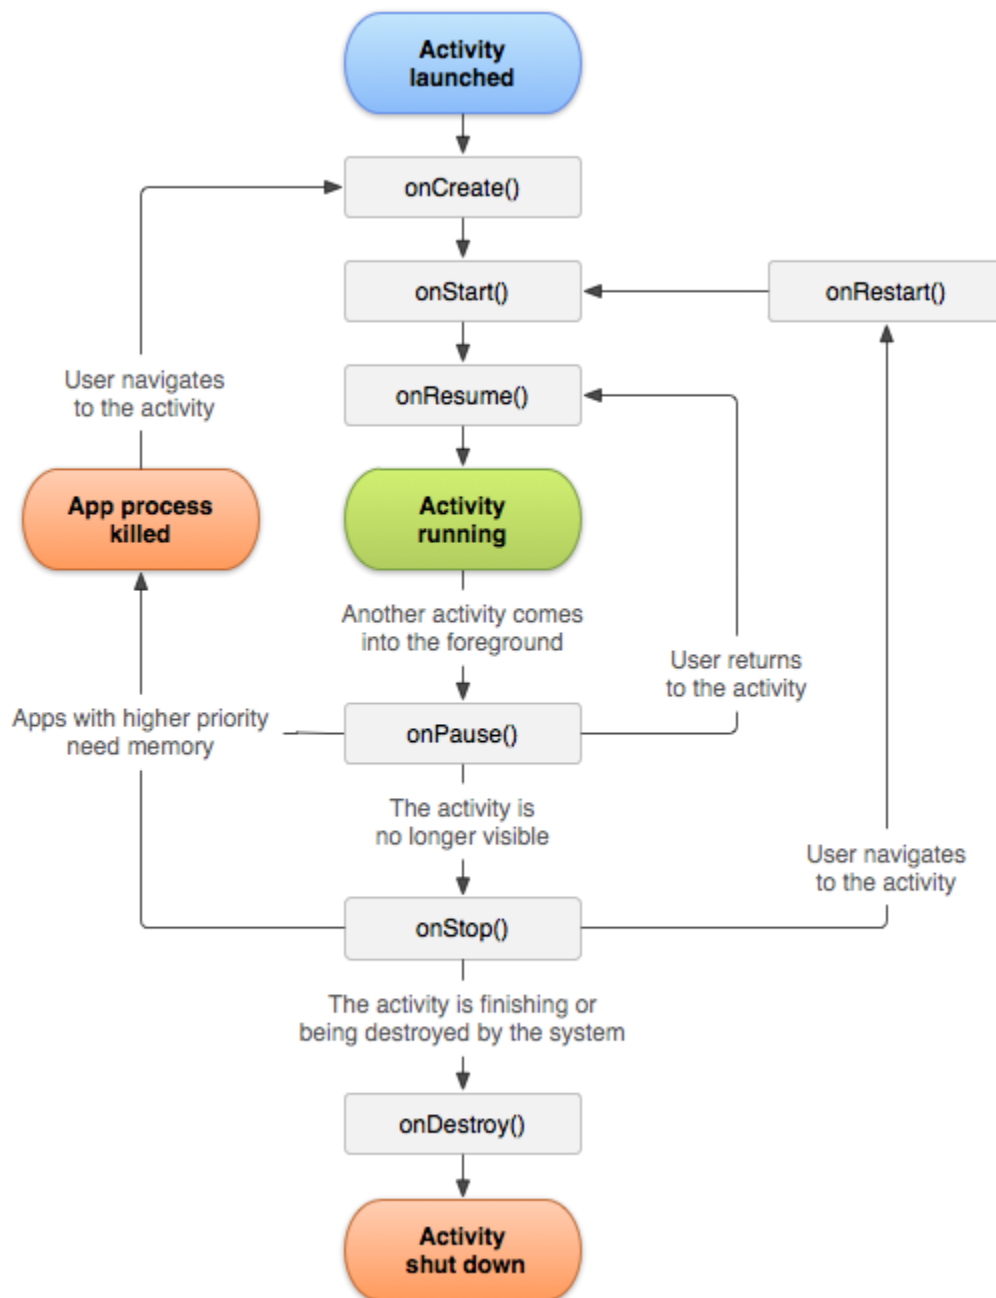 Activity
launched
onCreate()
onStart()
onRestart()
User navigates
to the activity
onResume()
App process
killed
Activity
running
Another activity comes
into the foreground
User returns
to the activity
Apps with higher priority
need memory
onPause()
The activity is
no longer visible
User navigates
to the activity
onStop()
The activity is finishing or
being destroyed by the system
onDestroy()
Activity
shut down